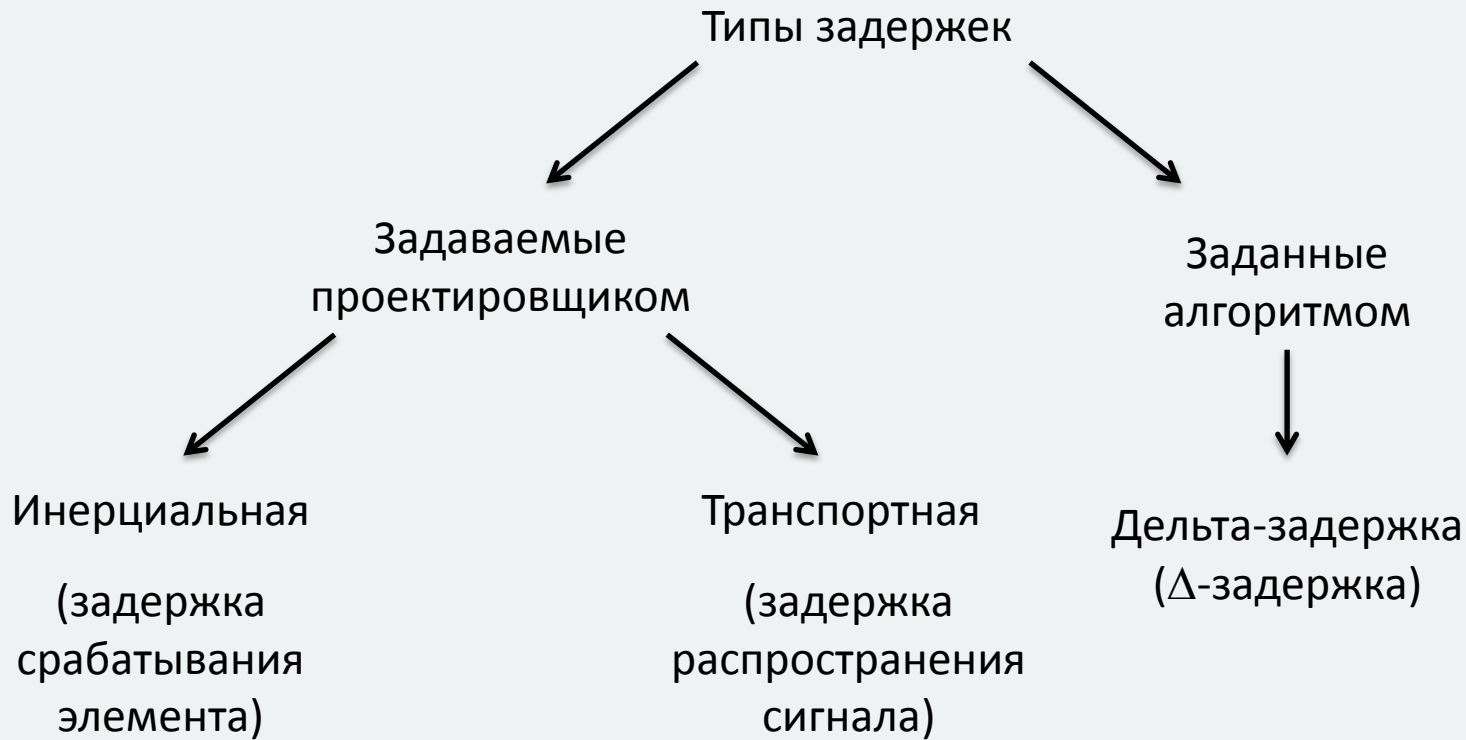 Типы задержек
Задаваемые
проектировщиком
Заданные
алгоритмом
Инерциальная
(задержка
срабатывания
элемента)
Транспортная
(задержка
распространения
сигнала)
Дельта-задержка
(Δ-задержка)